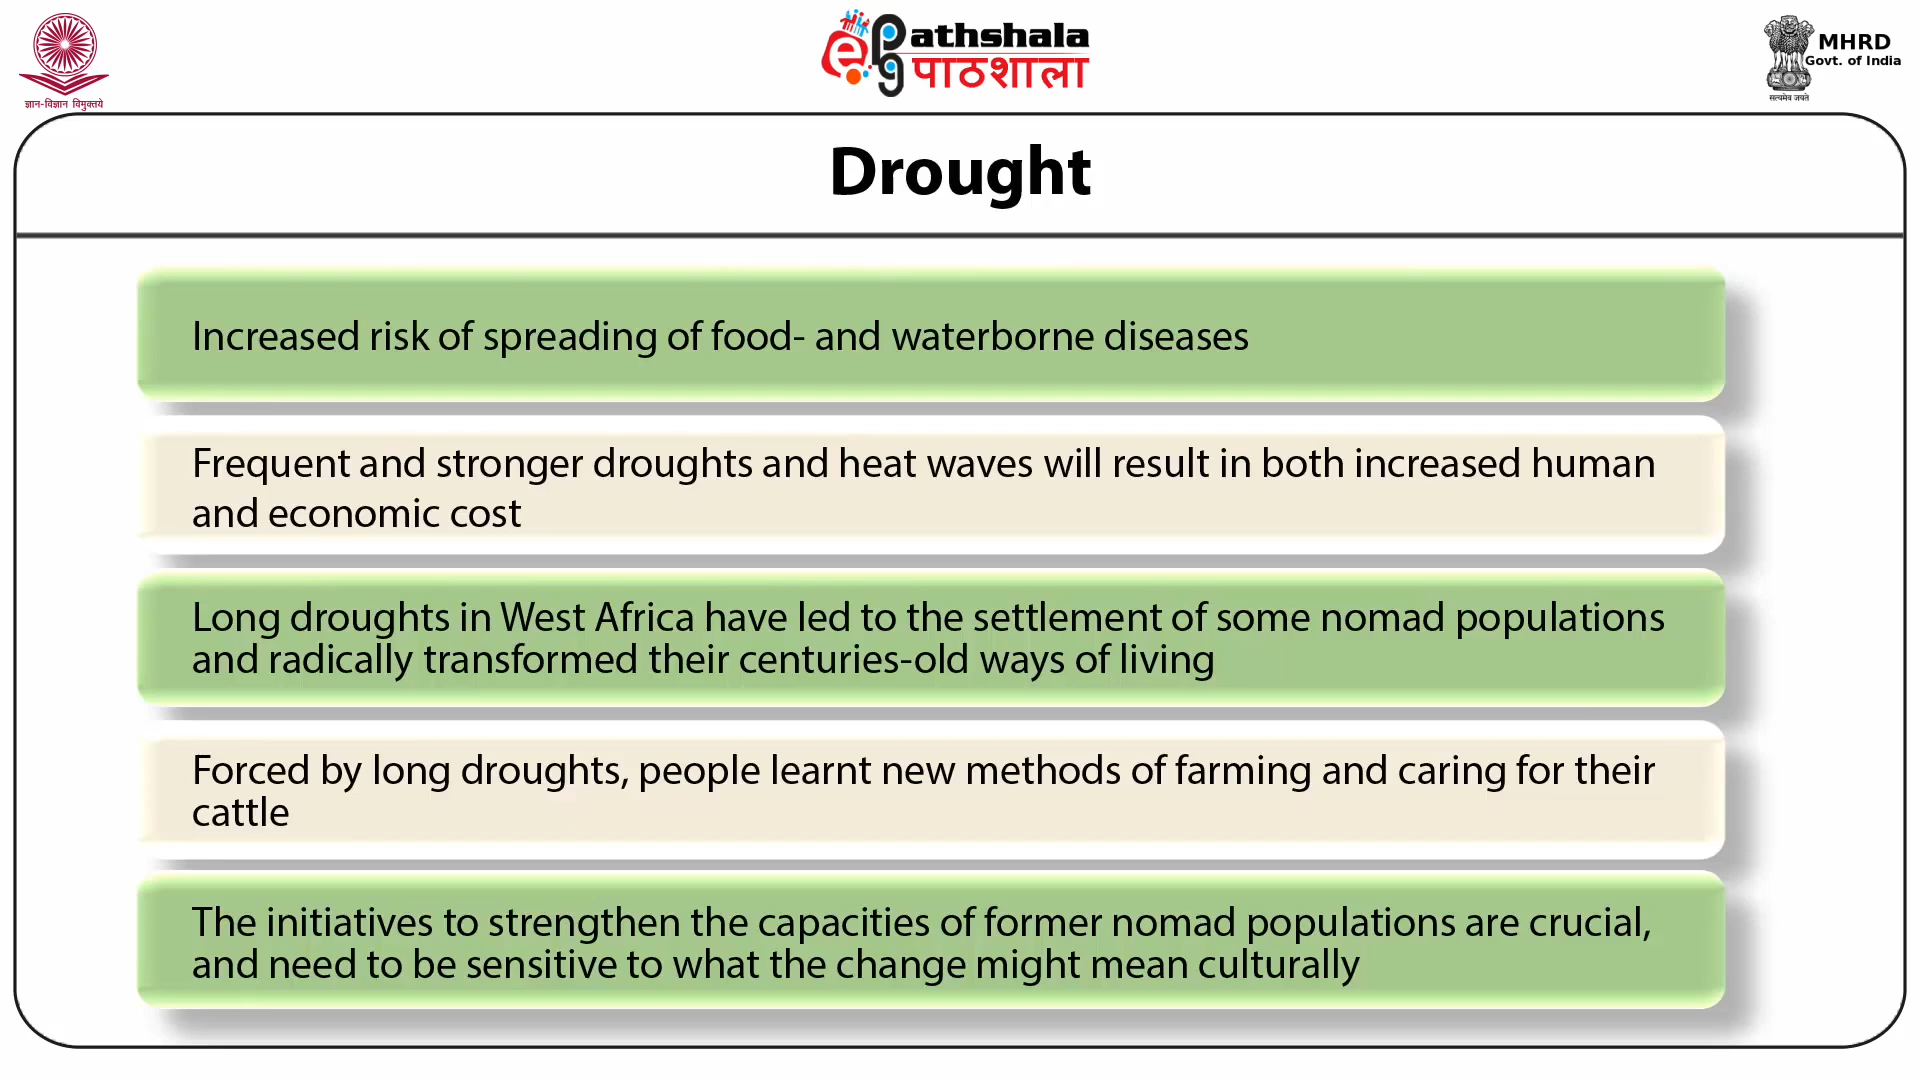 ज्ञान-विज्ञान विमुक्तये
ePathshala
पाठशाला
MHRD
Govt. of India
सत्यमेव जयते
Drought
Increased risk of spreading of food- and waterborne diseases
Frequent and stronger droughts and heat waves will result in both increased human
and economic cost
Long droughts in West Africa have led to the settlement of some nomad populations
and radically transformed their centuries-old ways of living
Forced by long droughts, people learnt new methods of farming and caring for their
cattle
The initiatives to strengthen the capacities of former nomad populations are crucial,
and need to be sensitive to what the change might mean culturally